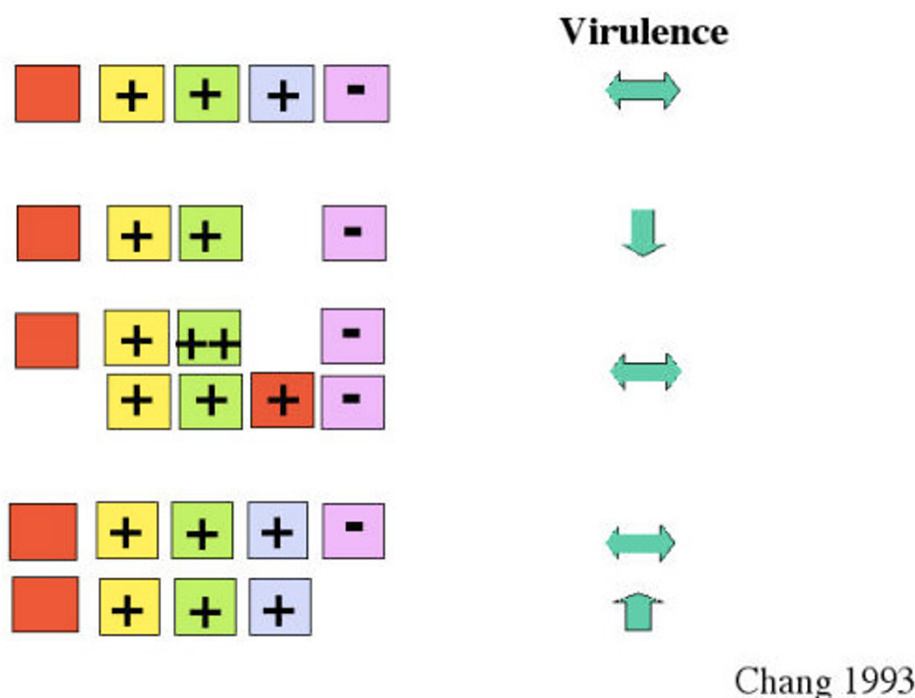 Virulence
+ + + -
+ + -
+ ++ -
+ + + -
+ + + -
+ + +
Chang 1993